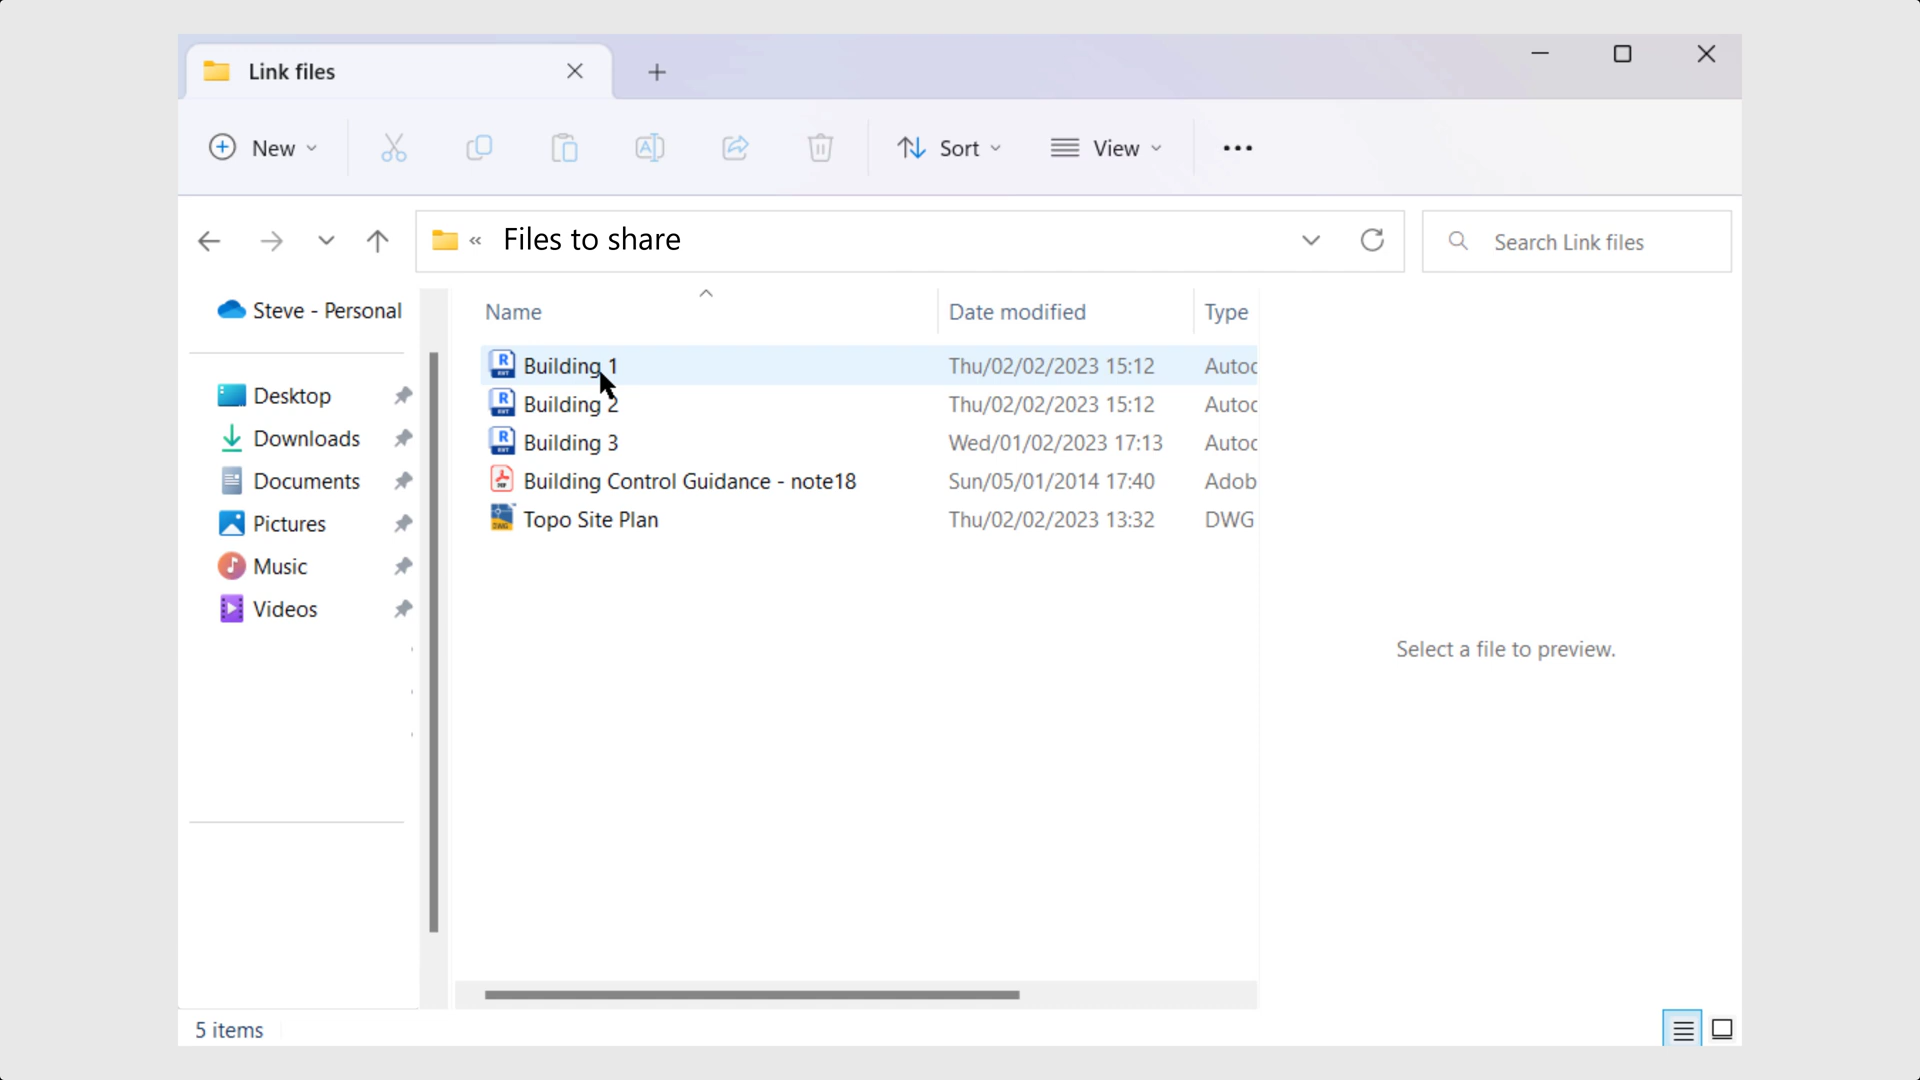 Link files
New
Sort
View
Files to share
Search Link files
Steve - Personal
Desktop
Downloads
Documents
Pictures
Music
Videos
Name Date modified Type
Building 1 Thu/02/02/2023 15:12 Autoc
Building 2 Thu/02/02/2023 15:12 Autoc
Building 3 Wed/01/02/2023 17:13 Autoc
Building Control Guidance - note18 Sun/05/01/2014 17:40 Adob
Topo Site Plan Thu/02/02/2023 13:32 DWG
Select a file to preview.
5 items